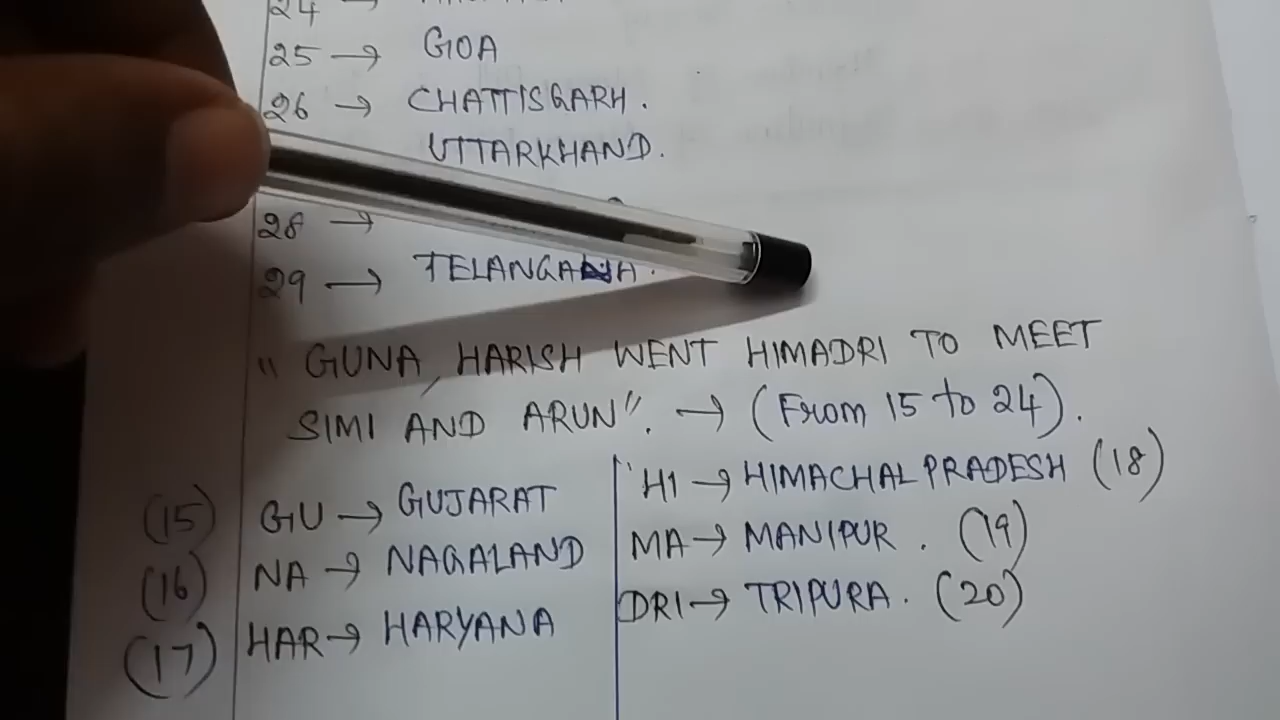 24 →
25 → GOA
26 → CHATTISGARH.
UTTARKHAND.
28 →
29 → TELANGANA.
" GUNA, HARISH WENT HIMADRI TO MEET
SIMI AND ARUN". → (From 15 to 24).
(15) GU → GUJARAT
(16) NA → NAGALAND
(17) HAR → HARYANA
HI → HIMACHAL PRADESH (18)
MA → MANIPUR. (19)
DRI → TRIPURA. (20)